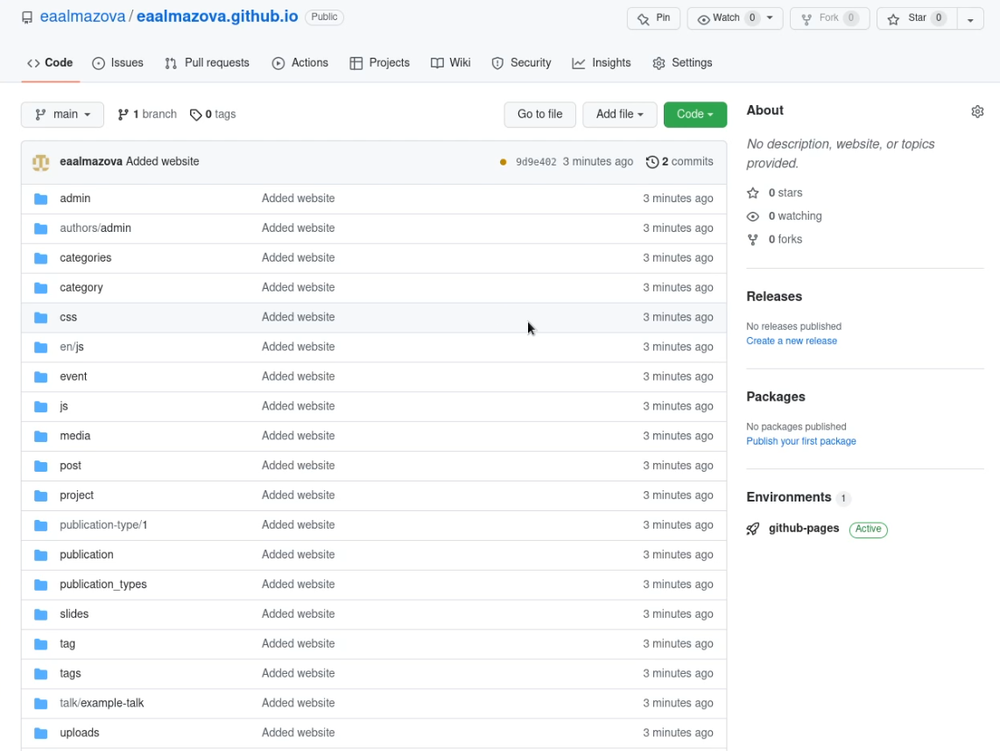 eaalmazova / eaalmazova.github.io Public Pin Watch 0 Fork 0 Star 0
Code Issues Pull requests Actions Projects Wiki Security Insights Settings
main 1 branch 0 tags Go to file Add file Code
eaalmazova Added website 9d9e402 3 minutes ago 2 commits
admin Added website 3 minutes ago
authors/admin Added website 3 minutes ago
categories Added website 3 minutes ago
category Added website 3 minutes ago
css Added website 3 minutes ago
en/js Added website 3 minutes ago
event Added website 3 minutes ago
js Added website 3 minutes ago
media Added website 3 minutes ago
post Added website 3 minutes ago
project Added website 3 minutes ago
publication-type/1 Added website 3 minutes ago
publication Added website 3 minutes ago
publication_types Added website 3 minutes ago
slides Added website 3 minutes ago
tag Added website 3 minutes ago
tags Added website 3 minutes ago
talk/example-talk Added website 3 minutes ago
uploads Added website 3 minutes ago
About
No description, website, or topics
provided.
0 stars
0 watching
0 forks
Releases
No releases published
Create a new release
Packages
No packages published
Publish your first package
Environments 1
github-pages Active